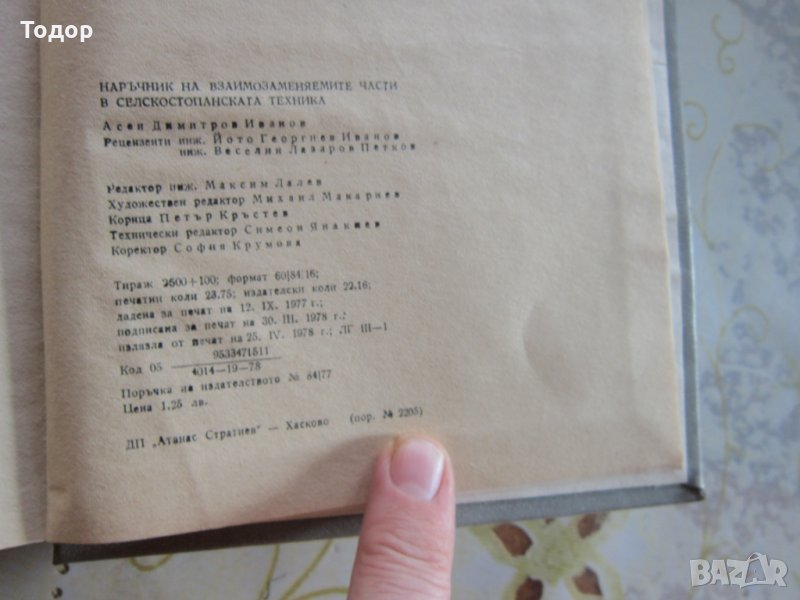 Тодор
НАРЪЧНИК НА ВЗАИМОЗАМЕНЯЕМИТЕ ЧАСТИ
В СЕЛСКОСТОПАНСКАТА ТЕХНИКА
Асен Димитров Иванов
Рецензенти инж. Йото Георгиев Иванов
инж. Веселин Лазаров Петков
Редактор инж. Максим Лалев
Художествен редактор Михаил Макариев
Корица Петър Кръстев
Технически редактор Симеон Янакиев
Коректор София Крумова
Тираж 2500+100; формат 60|84|16;
печатни коли 23.75; издателски коли 22.16;
дадена за печат на 12. IX. 1977 г.;
подписана за печат на 30. III. 1978 г.;
излязла от печат на 25. IV. 1978 г.; ЛГ III—1
Код 05 9533471511
4014—19—78
Поръчка на издателството № 64|77
Цена 1.25 лв.
ДП „Атанас Стратиев" — Хасково (пор. № 2205)
BAZAR.bg